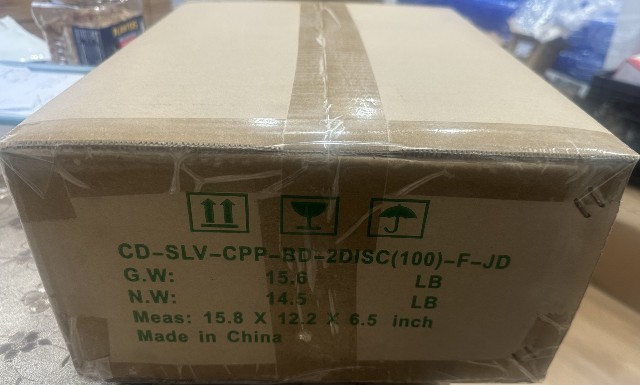 PLANTERS
CD-SLV-CPP-BD-2DISC(100)-F-JD
G.W: 15.6 LB
N.W: 14.5 LB
Meas: 15.8 X 12.2 X 6.5 inch
Made in China